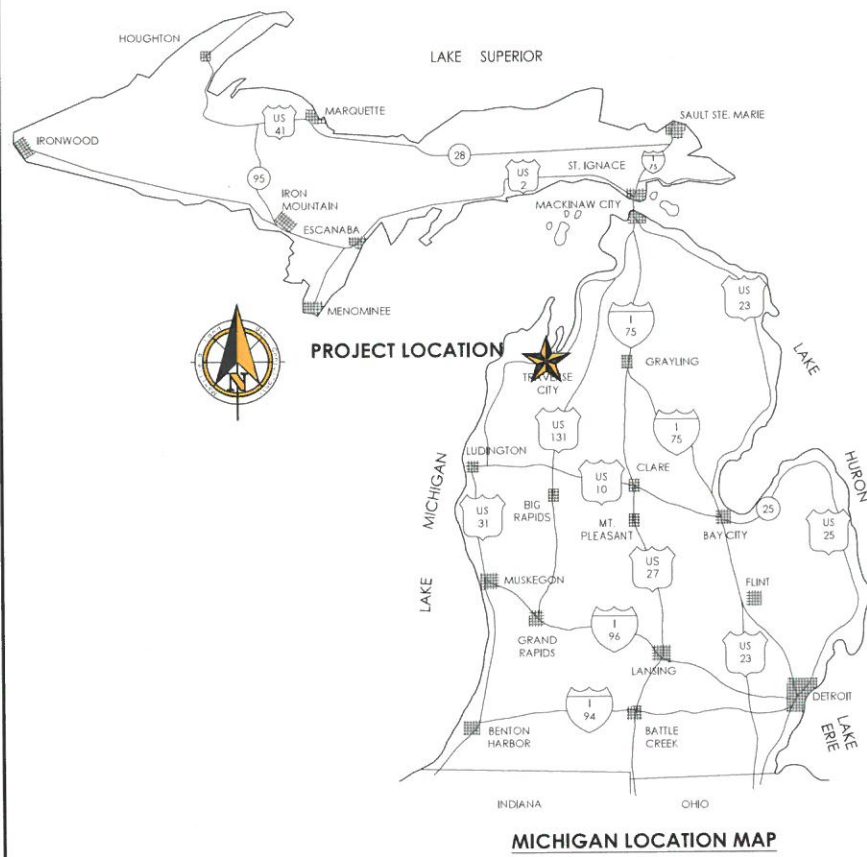 HOUGHTON
LAKE SUPERIOR
US
41
MARQUETTE
SAULT STE. MARIE
IRONWOOD
28
ST. IGNACE
I
75
95
US
2
IRON
MOUNTAIN
MACKINAW CITY
ESCANABA
MENOMINEE
US
23
N
PROJECT LOCATION
I
75
GRAYLING
LAKE
HURON
TRAVERSE
CITY
US
131
I
75
LUDINGTON
US
10
CLARE
LAKE MICHIGAN
US
31
BIG
RAPIDS
MT.
PLEASANT
BAY CITY
25
US
25
US
27
MUSKEGON
FLINT
GRAND
RAPIDS
I
96
LANSING
US
23
DETROIT
I
94
BENTON
HARBOR
BATTLE
CREEK
LAKE
ERIE
INDIANA
OHIO
MICHIGAN LOCATION MAP